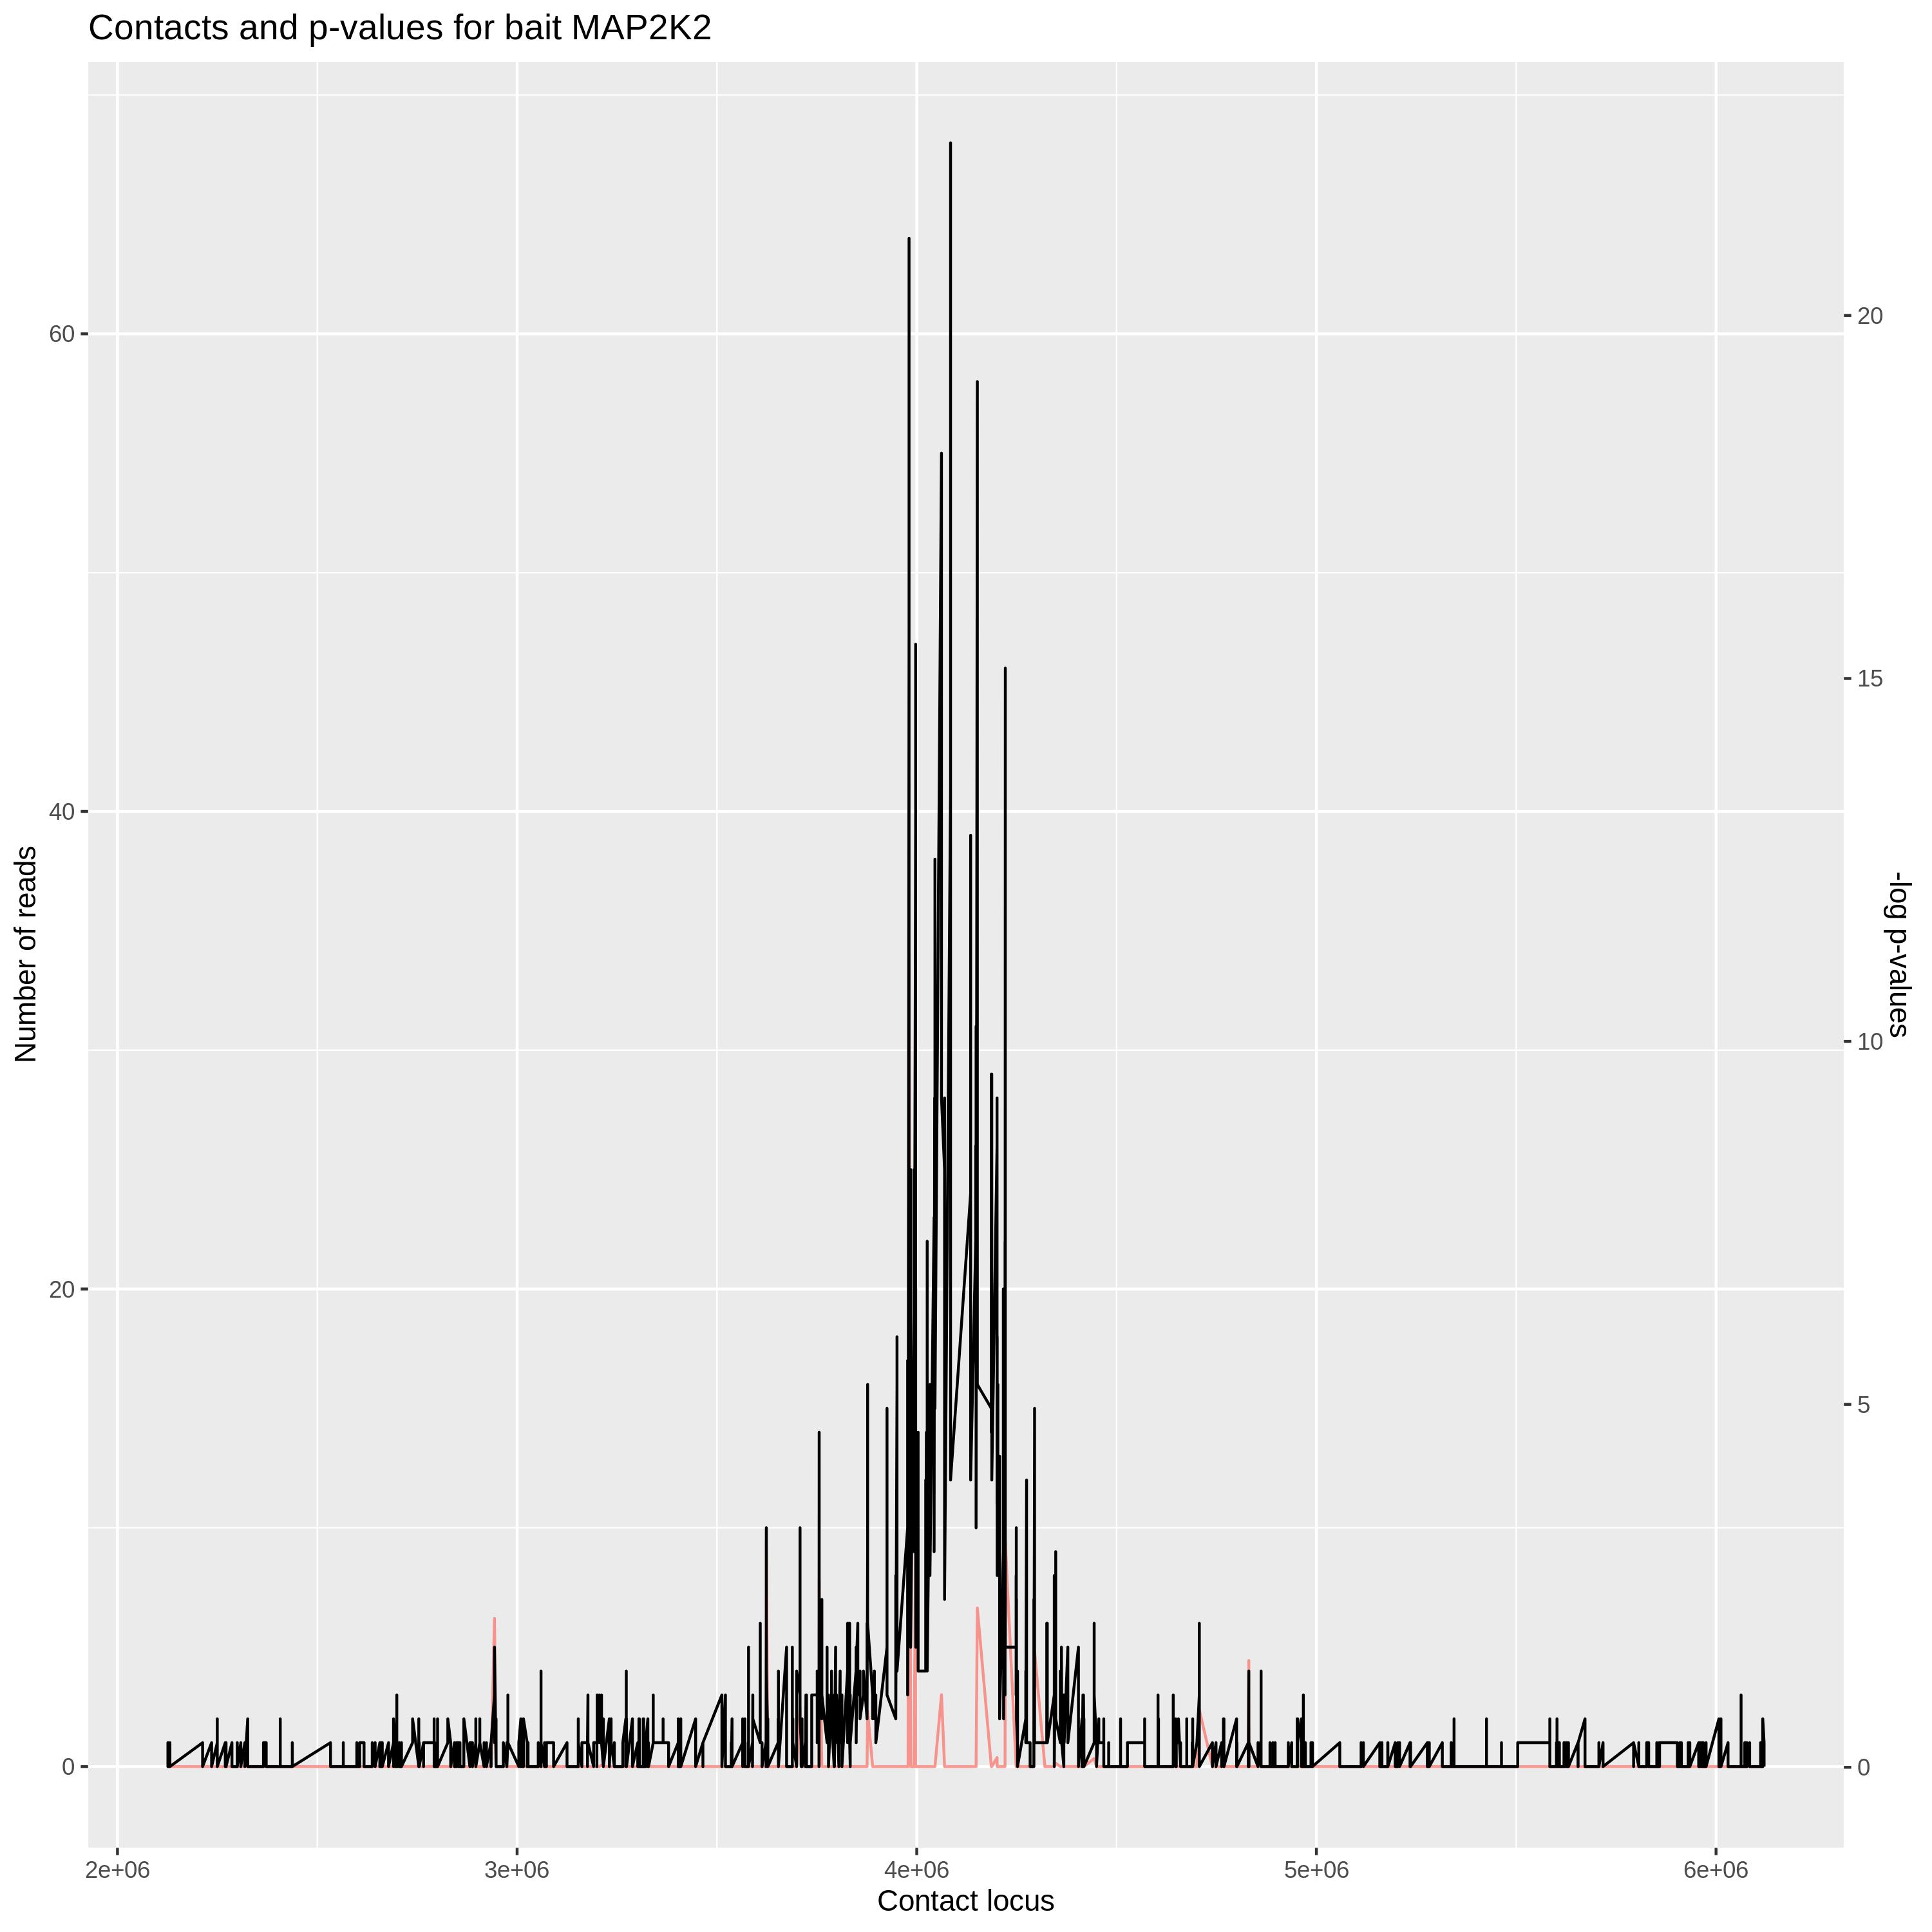 Contacts and p-values for bait MAP2K2
Number of reads
60
40
20
0
20
15
10
5
0
-log p-values
2e+06 3e+06 4e+06 5e+06 6e+06
Contact locus